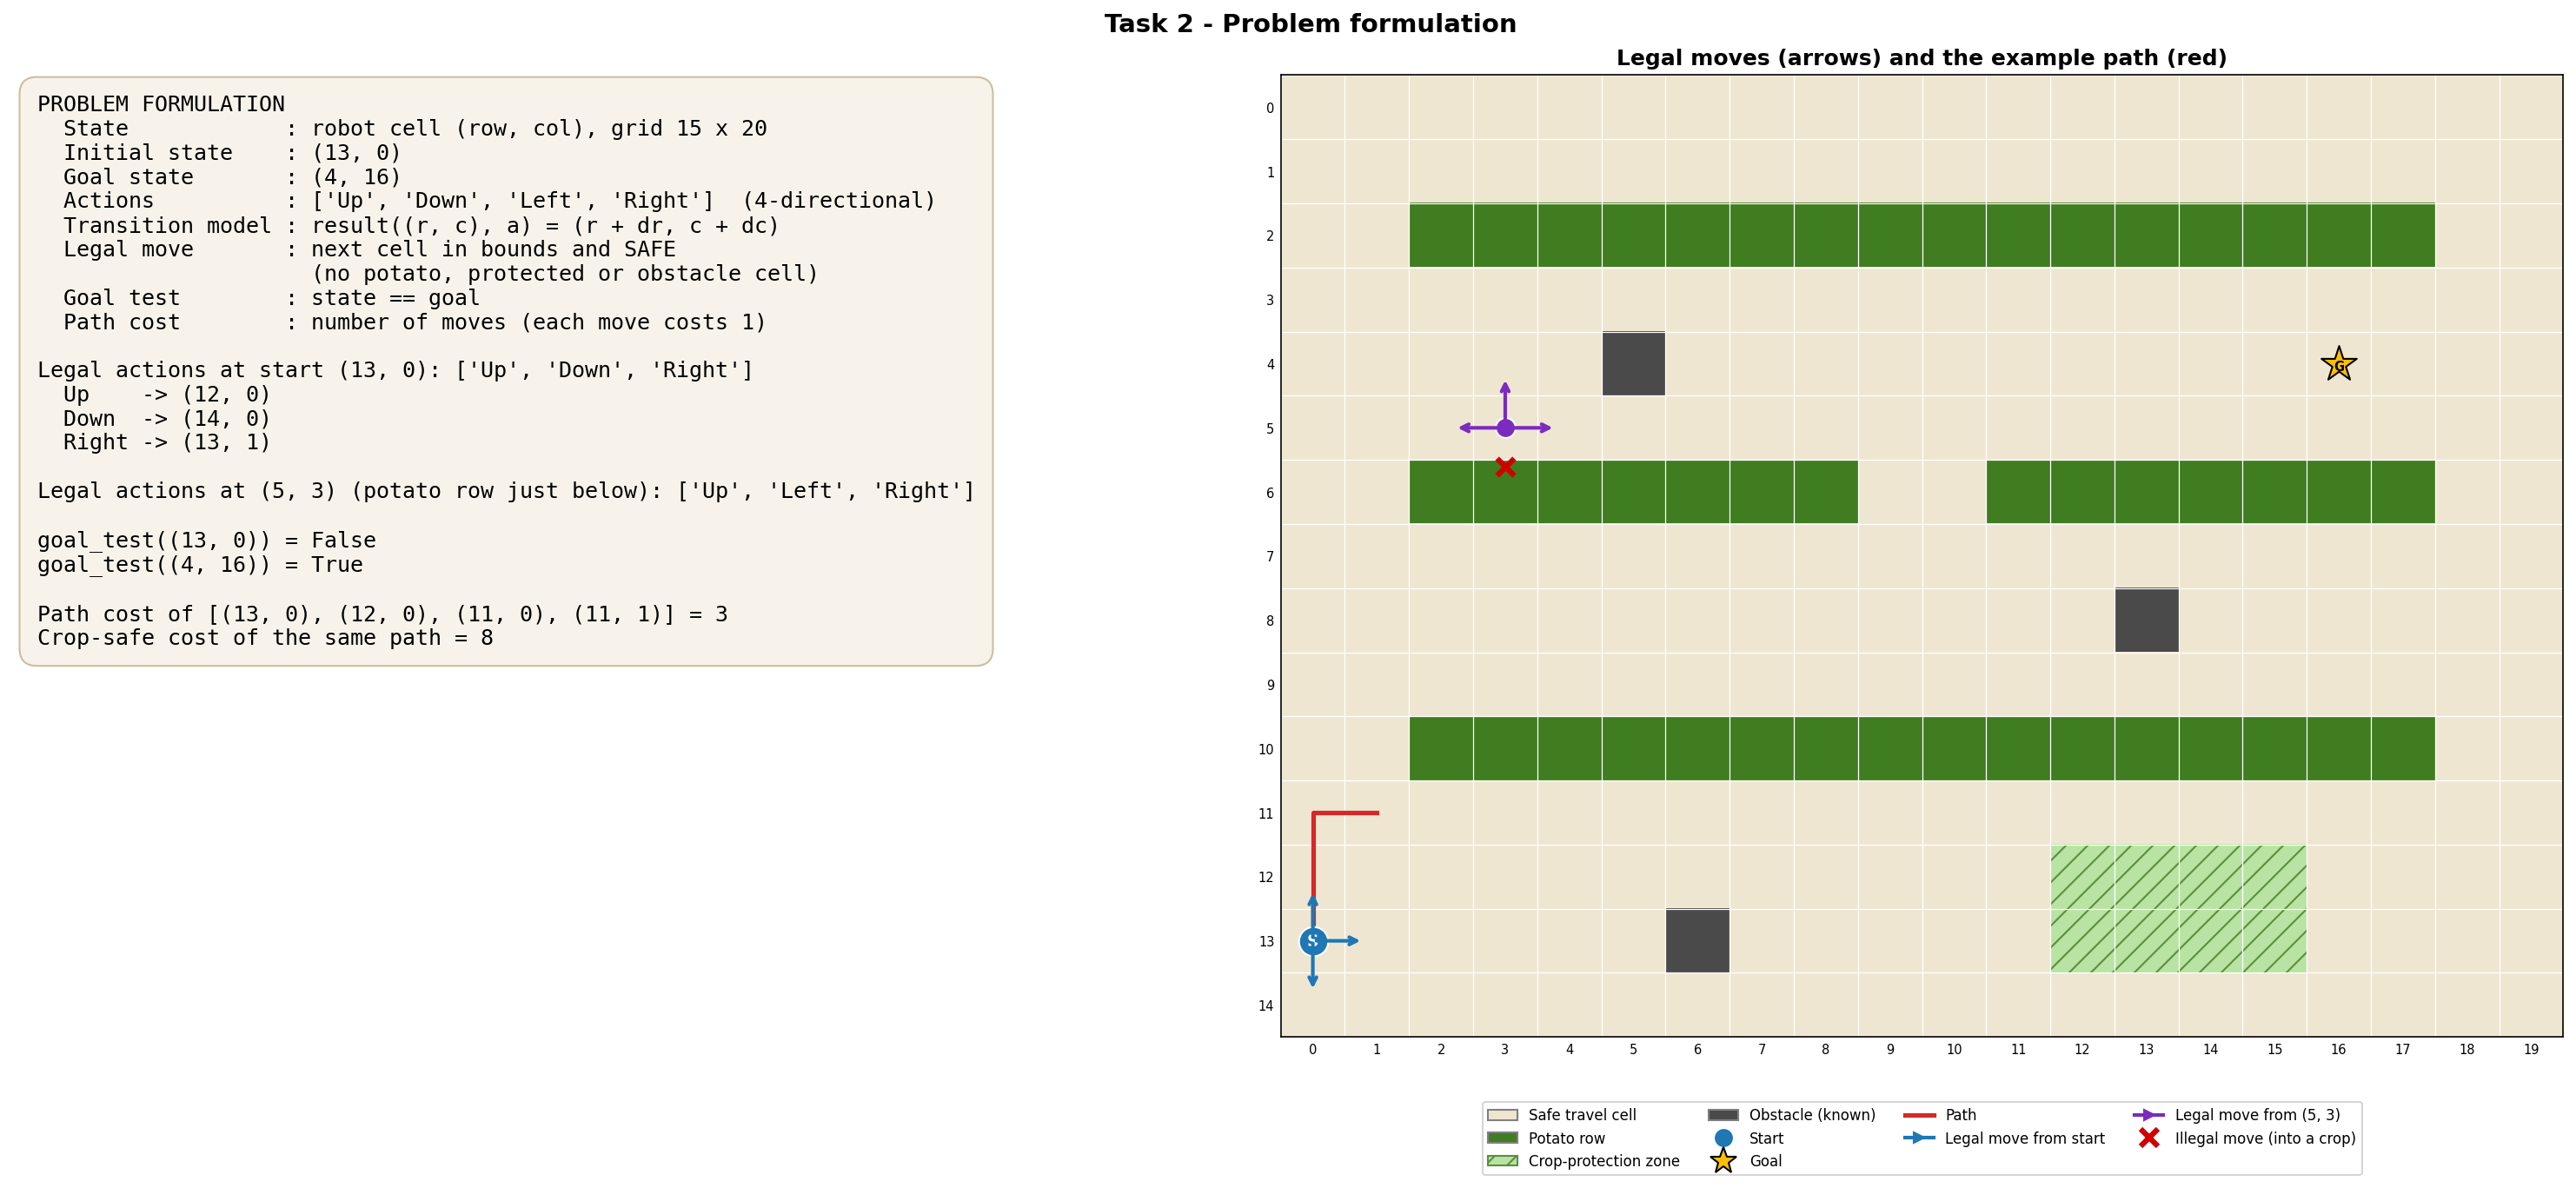 Task 2 - Problem formulation
PROBLEM FORMULATION
  State            : robot cell (row, col), grid 15 x 20
  Initial state    : (13, 0)
  Goal state       : (4, 16)
  Actions          : ['Up', 'Down', 'Left', 'Right']  (4-directional)
  Transition model : result((r, c), a) = (r + dr, c + dc)
  Legal move       : next cell in bounds and SAFE
                     (no potato, protected or obstacle cell)
  Goal test        : state == goal
  Path cost        : number of moves (each move costs 1)
Legal actions at start (13, 0): ['Up', 'Down', 'Right']
  Up    -> (12, 0)
  Down  -> (14, 0)
  Right -> (13, 1)
Legal actions at (5, 3) (potato row just below): ['Up', 'Left', 'Right']
goal_test((13, 0)) = False
goal_test((4, 16)) = True
Path cost of [(13, 0), (12, 0), (11, 0), (11, 1)] = 3
Crop-safe cost of the same path = 8
Legal moves (arrows) and the example path (red)
0
1
2
3
4
G
5
6
7
8
9
10
11
12
13
S
14
0 1 2 3 4 5 6 7 8 9 10 11 12 13 14 15 16 17 18 19
Safe travel cell
Potato row
Crop-protection zone
Obstacle (known)
Start
Goal
Path
Legal move from start
Legal move from (5, 3)
Illegal move (into a crop)